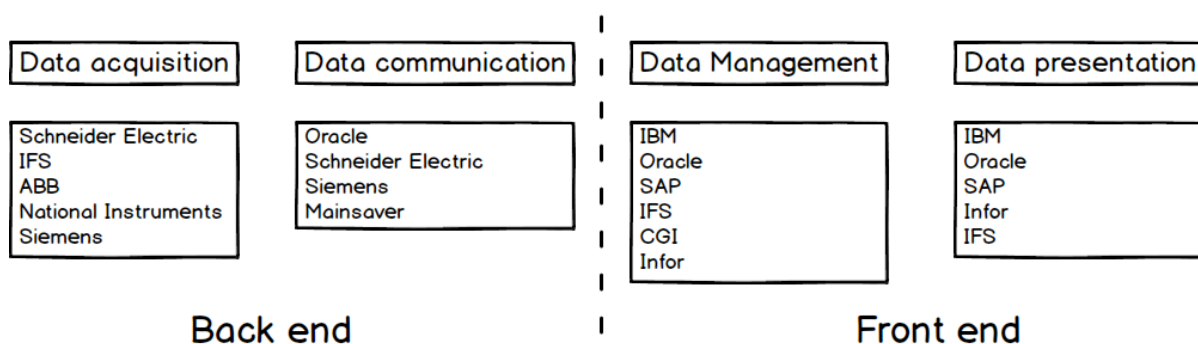 Data acquisition
Schneider Electric
IFS
ABB
National Instruments
Siemens
Data communication
Oracle
Schneider Electric
Siemens
Mainsaver
Back end
Data Management
IBM
Oracle
SAP
IFS
CGI
Infor
Data presentation
IBM
Oracle
SAP
Infor
IFS
Front end